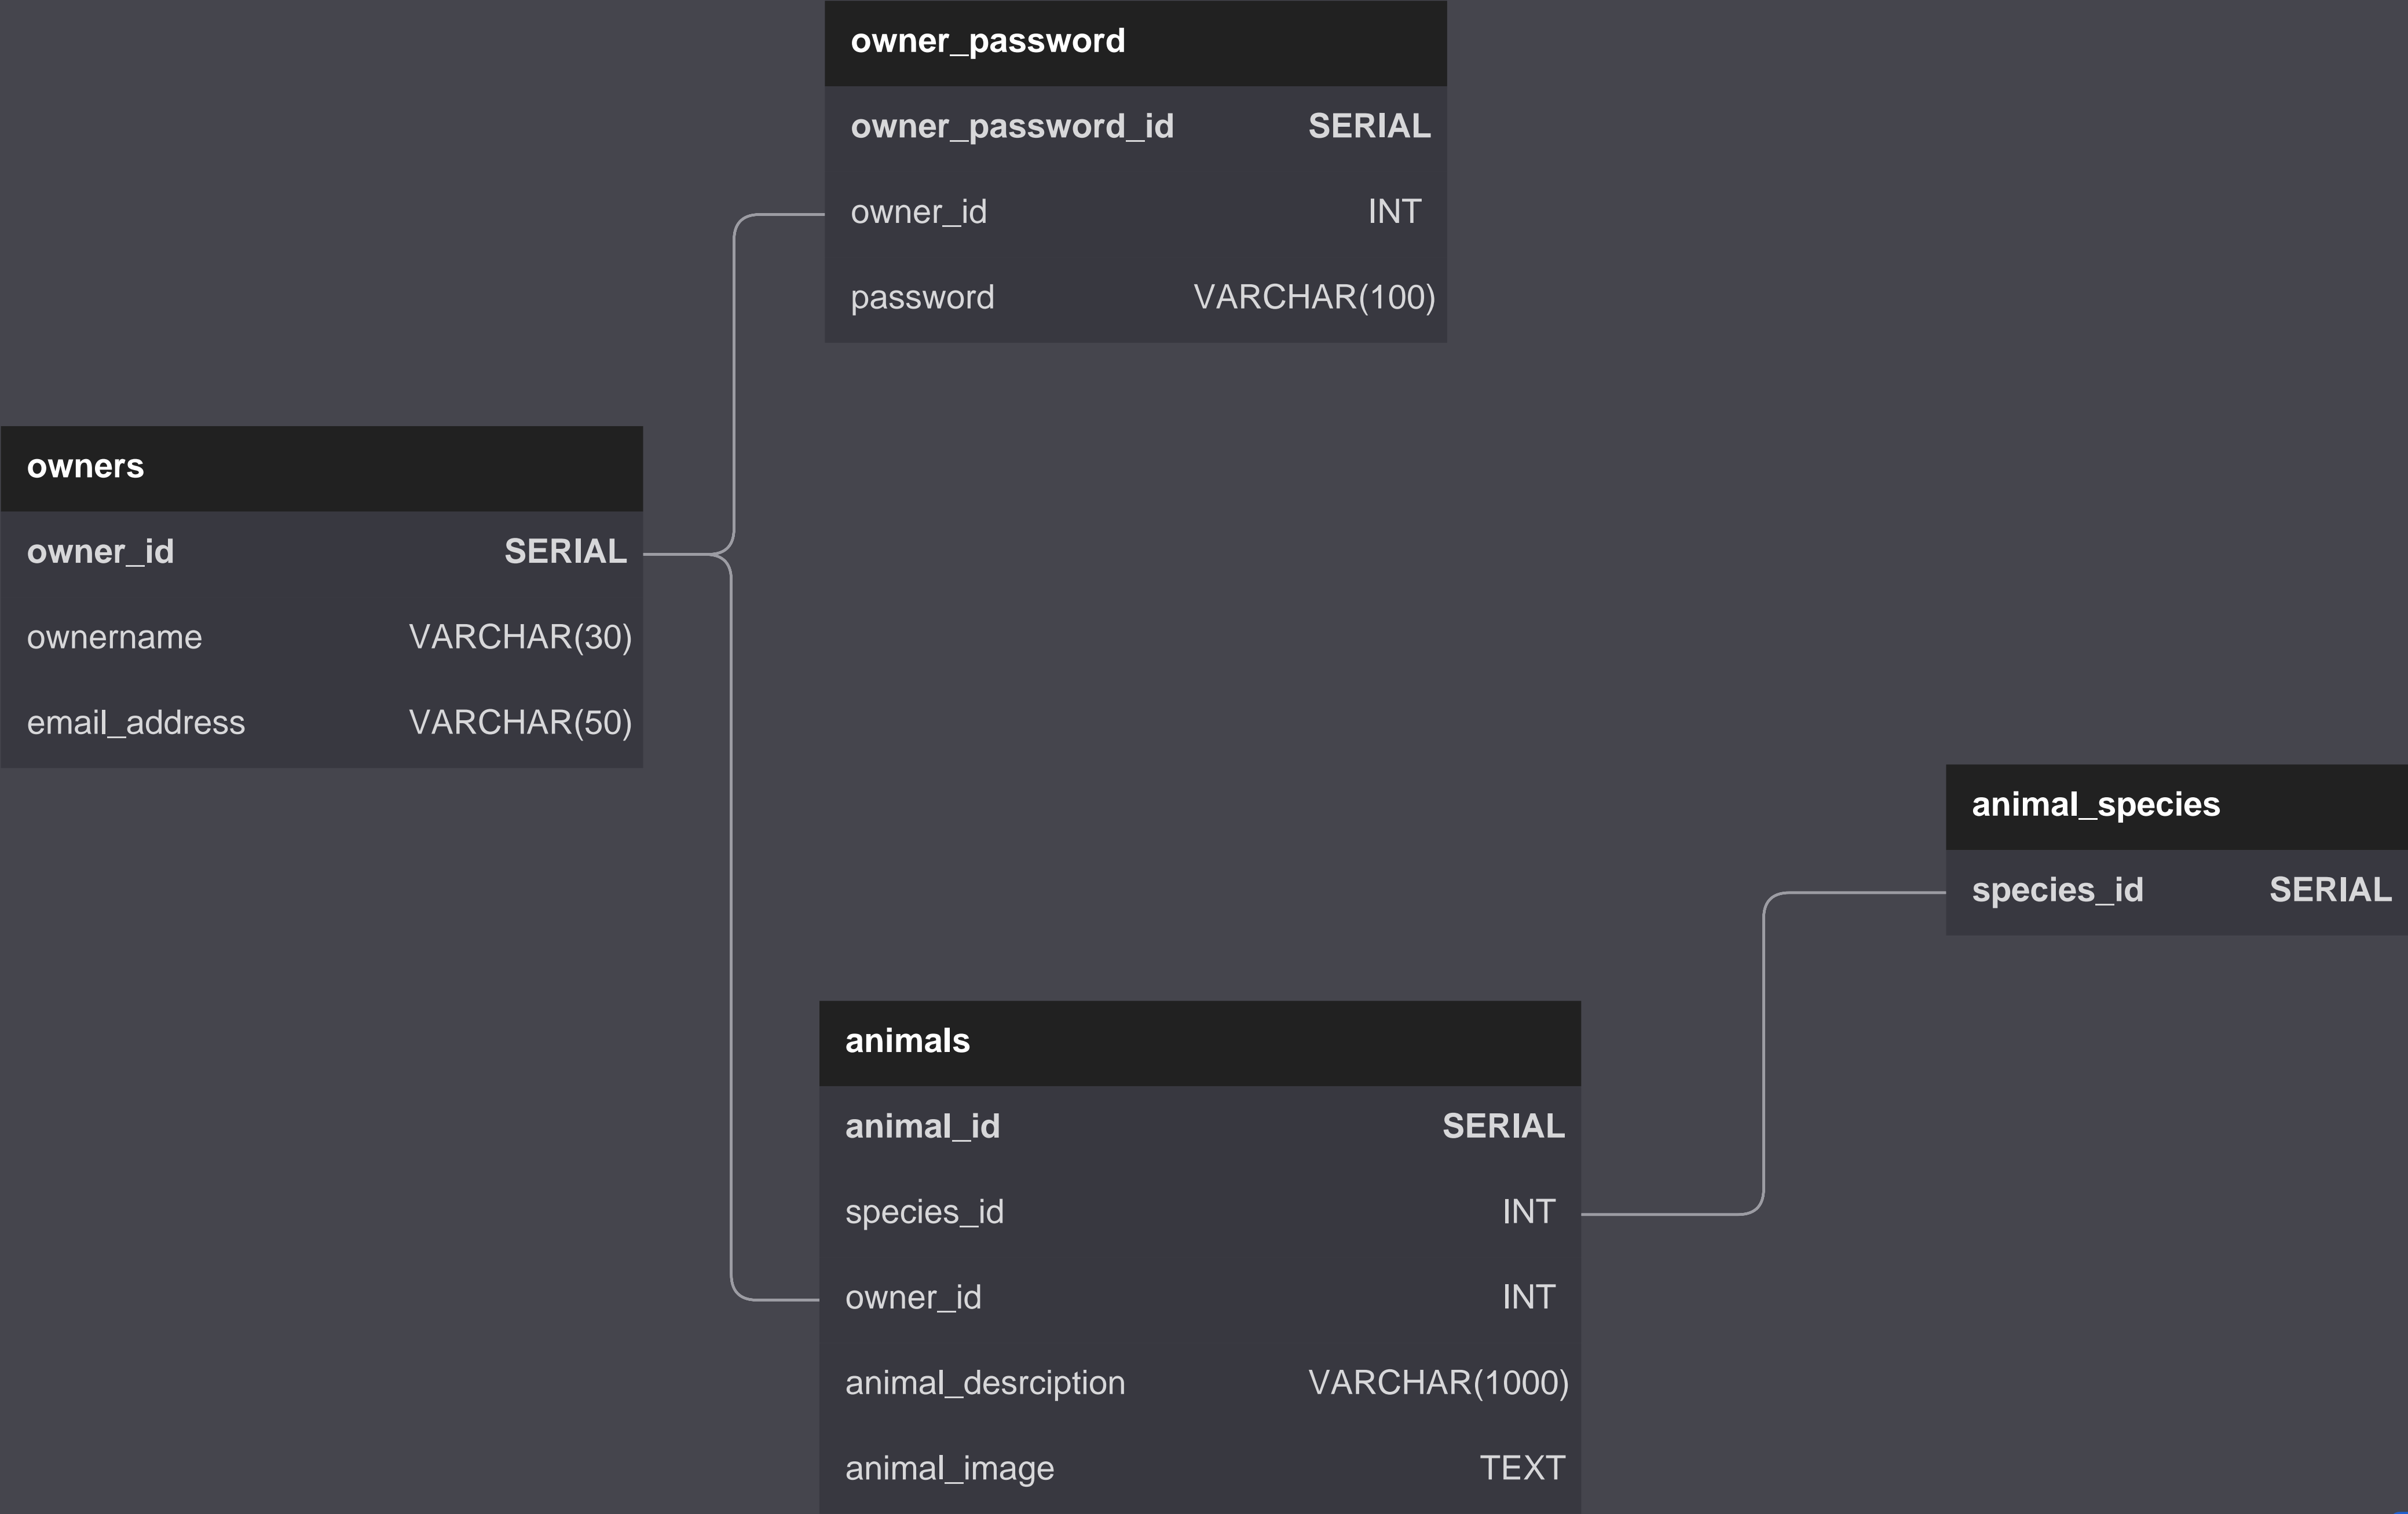 owner_password
owner_password_id SERIAL
owner_id INT
password VARCHAR(100)
owners
owner_id SERIAL
ownername VARCHAR(30)
email_address VARCHAR(50)
animal_species
species_id SERIAL
animals
animal_id SERIAL
species_id INT
owner_id INT
animal_desrciption VARCHAR(1000)
animal_image TEXT